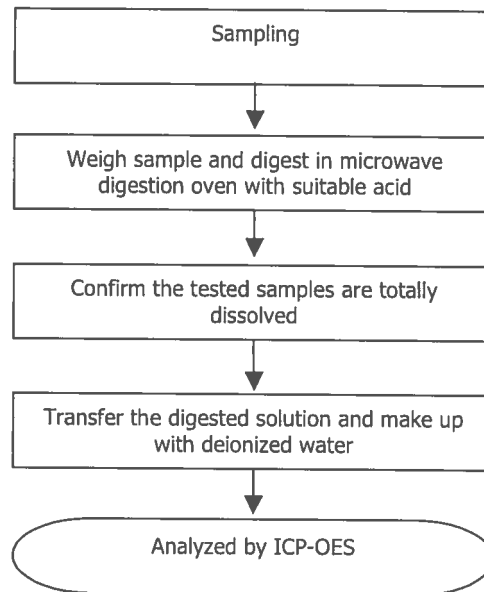 Sampling
Weigh sample and digest in microwave
digestion oven with suitable acid
Confirm the tested samples are totally
dissolved
Transfer the digested solution and make up
with deionized water
Analyzed by ICP-OES